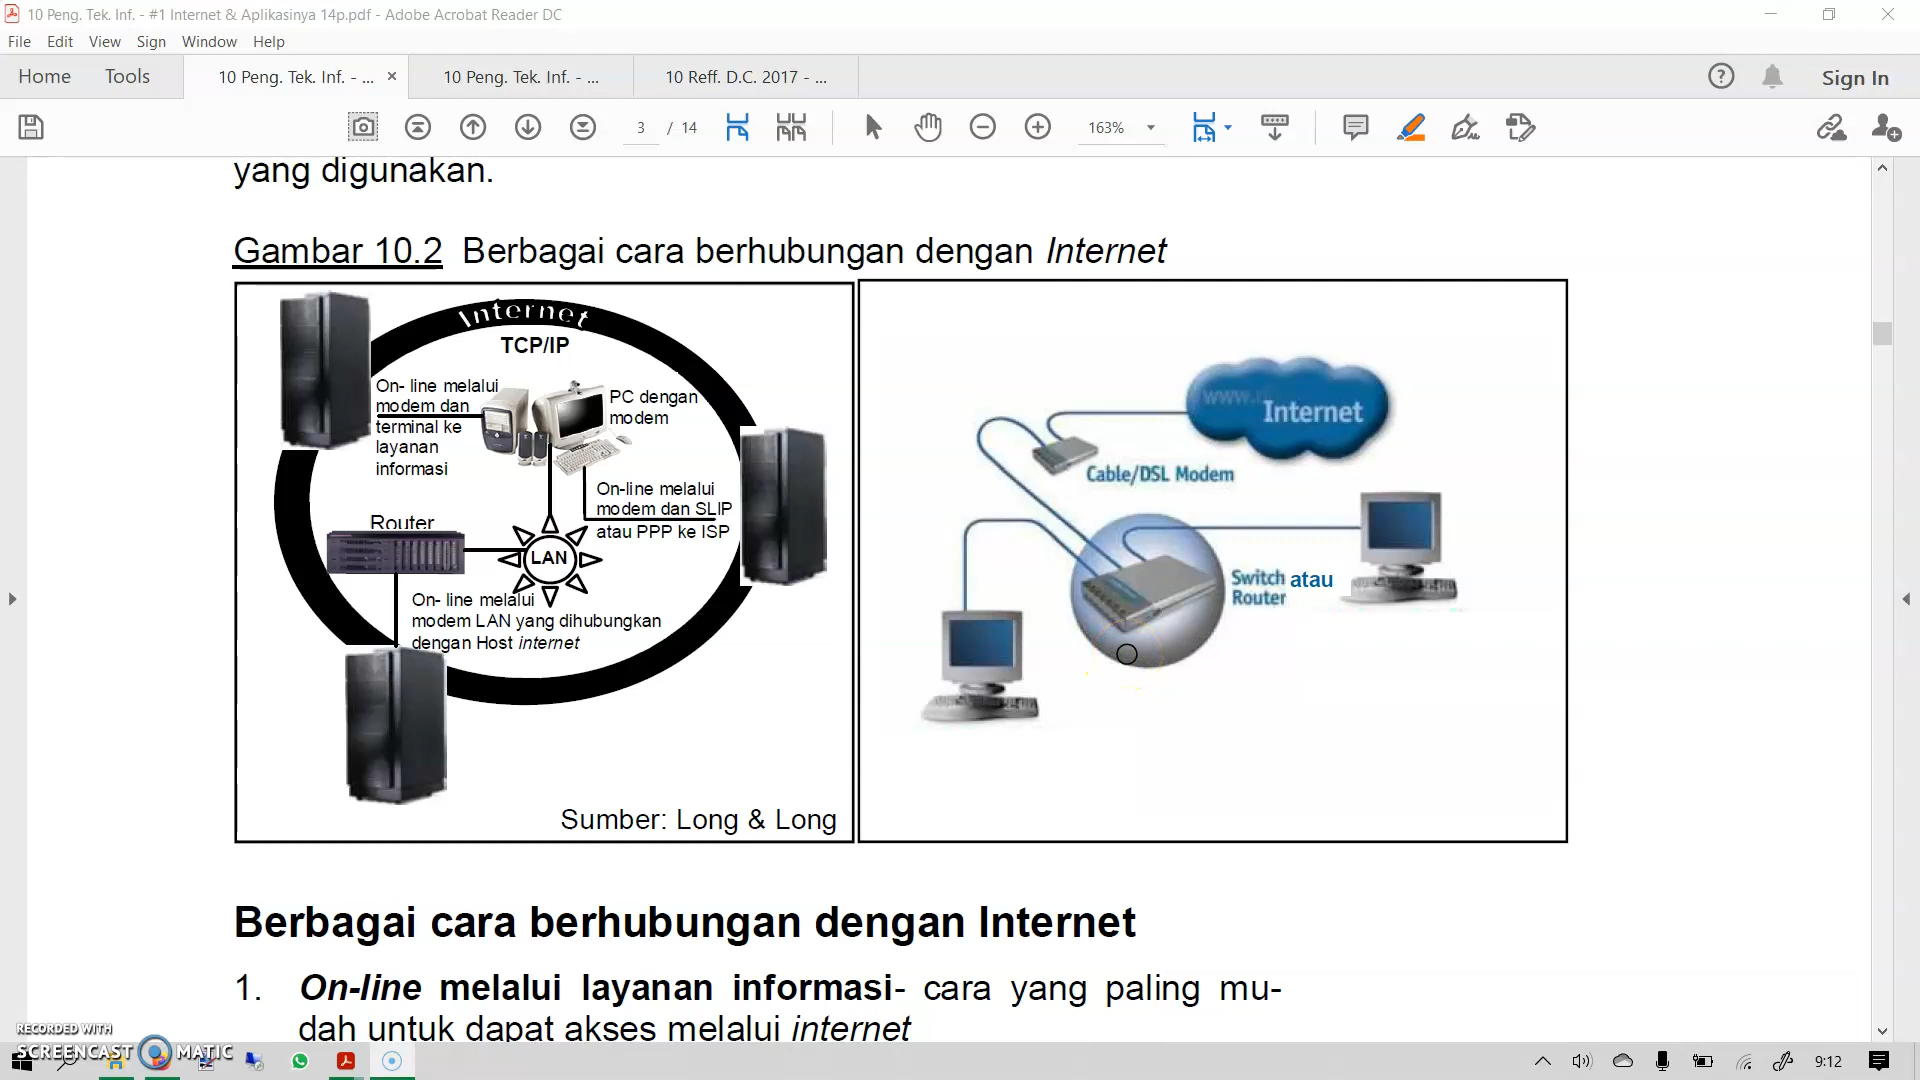 10 Peng. Tek. Inf. - #1 Internet & Aplikasinya 14p.pdf - Adobe Acrobat Reader DC
File Edit View Sign Window Help
Home Tools 10 Peng. Tek. Inf. - ... × 10 Peng. Tek. Inf. - ... 10 Reff. D.C. 2017 - ... Sign In
3 / 14 163%
yang digunakan.
Gambar 10.2 Berbagai cara berhubungan dengan Internet
Internet
TCP/IP
On- line melalui
modem dan
terminal ke
layanan
informasi
PC dengan
modem
On-line melalui
modem dan SLIP
atau PPP ke ISP
Router
LAN
On- line melalui
modem LAN yang dihubungkan
dengan Host internet
Sumber: Long & Long
Internet
Cable/DSL Modem
Switch atau
Router
Berbagai cara berhubungan dengan Internet
1. On-line melalui layanan informasi- cara yang paling mu-
dah untuk dapat akses melalui internet
RECORDED WITH
SCREENCAST MATIC
9:12